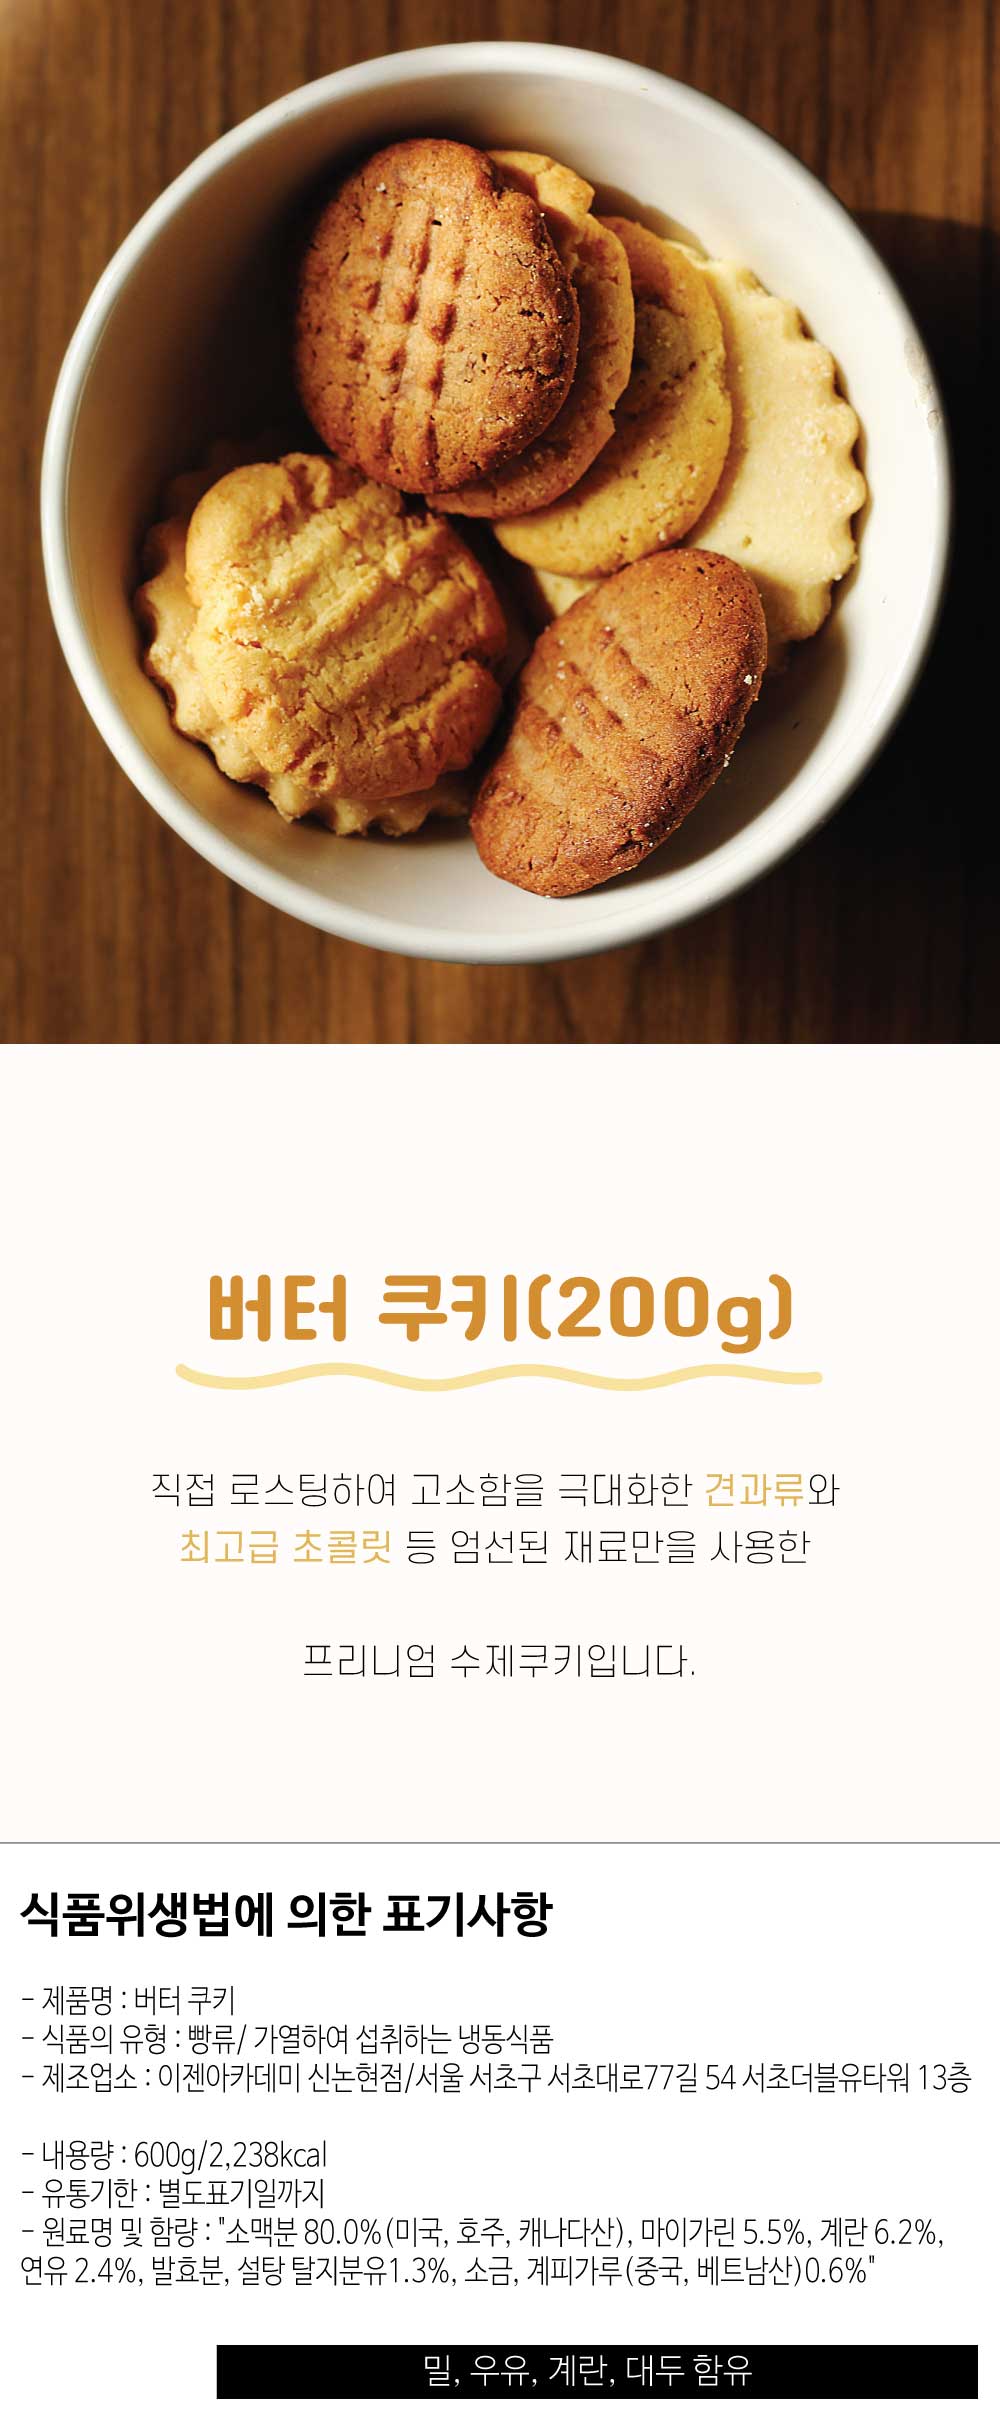 버터 쿠키(200g)
직접 로스팅하여 고소함을 극대화한 견과류와
최고급 초콜릿 등 엄선된 재료만을 사용한
프리니엄 수제쿠키입니다.
식품위생법에 의한 표기사항
- 제품명 : 버터 쿠키
- 식품의 유형 : 빵류/ 가열하여 섭취하는 냉동식품
- 제조업소 : 이젠아카데미 신논현점/서울 서초구 서초대로77길 54 서초더블유타워 13층
- 내용량 : 600g/2,238kcal
- 유통기한 : 별도표기일까지
- 원료명 및 함량 : "소맥분 80.0%(미국, 호주, 캐나다산), 마이가린 5.5%, 계란 6.2%,
연유 2.4%, 발효분, 설탕 탈지분유1.3%, 소금, 계피가루(중국, 베트남산)0.6%"
밀, 우유, 계란, 대두 함유